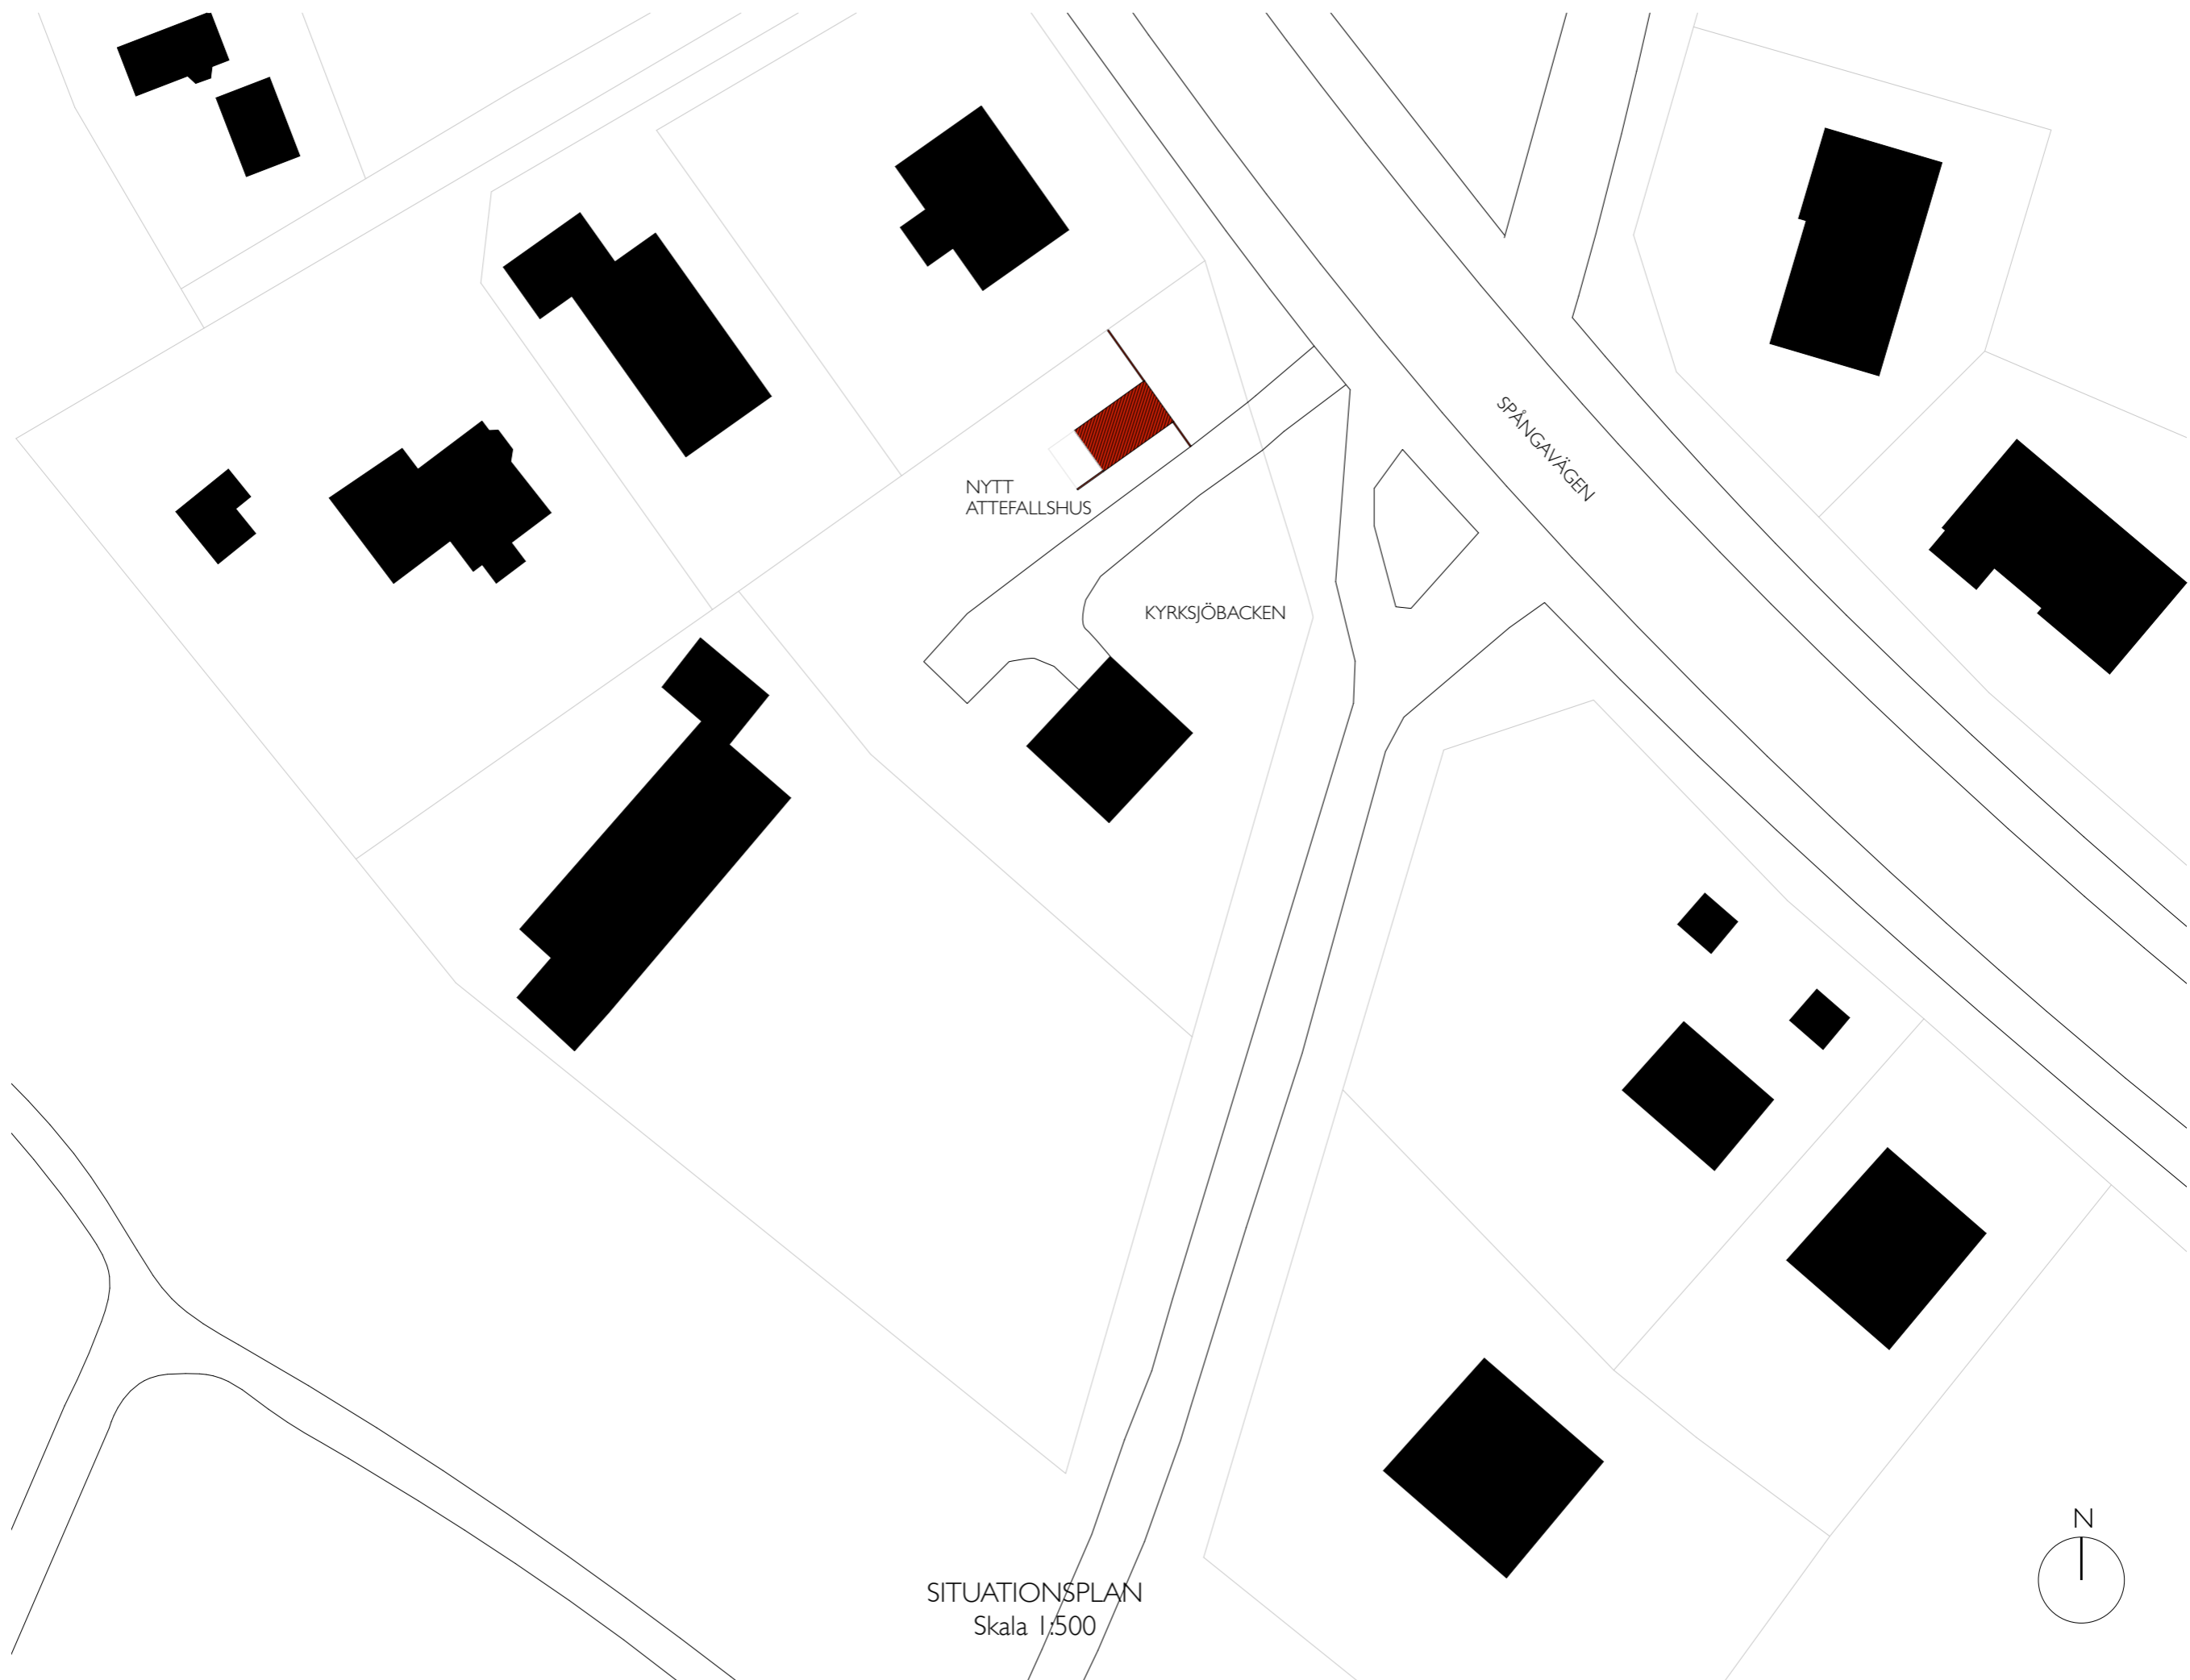 SPÅNGAVÄGEN
NYTT
ATTEFALLSHUS
KYRKSJÖBACKEN
N
SITUATIONSPLAN
Skala 1:500